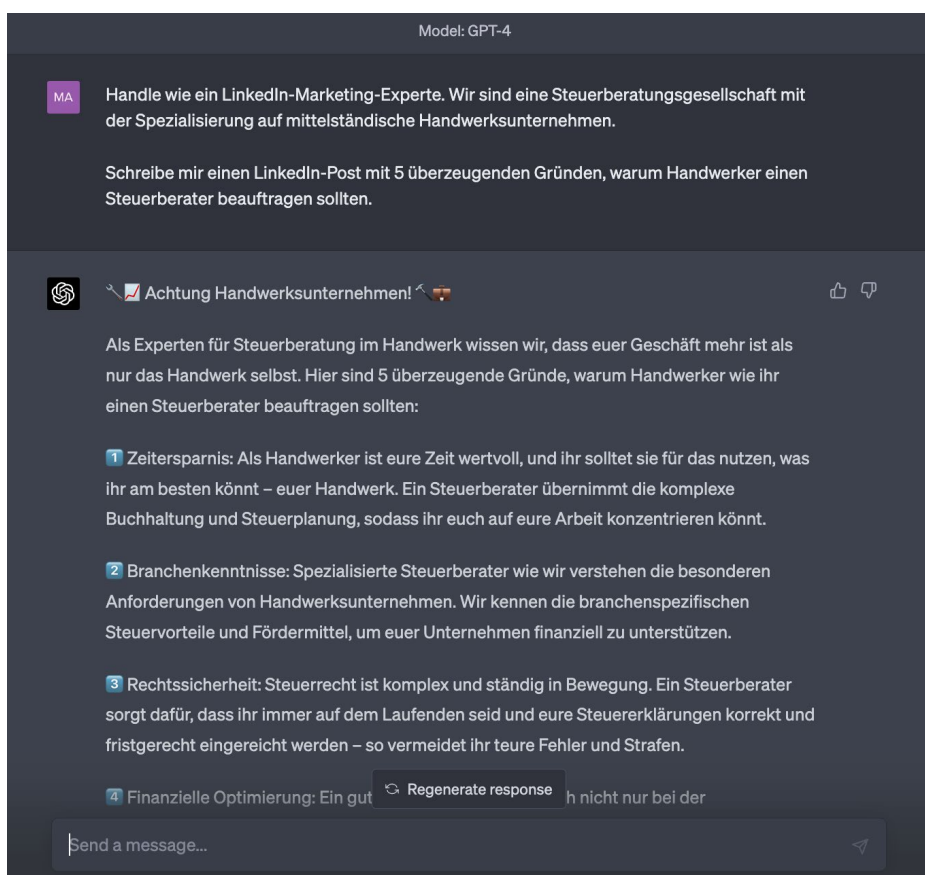 Model: GPT-4
MA
Handle wie ein LinkedIn-Marketing-Experte. Wir sind eine Steuerberatungsgesellschaft mit
der Spezialisierung auf mittelständische Handwerksunternehmen.
Schreibe mir einen LinkedIn-Post mit 5 überzeugenden Gründen, warum Handwerker einen
Steuerberater beauftragen sollten.
🔧📈 Achtung Handwerksunternehmen! 🔨💼
Als Experten für Steuerberatung im Handwerk wissen wir, dass euer Geschäft mehr ist als
nur das Handwerk selbst. Hier sind 5 überzeugende Gründe, warum Handwerker wie ihr
einen Steuerberater beauftragen sollten:
1️⃣ Zeitersparnis: Als Handwerker ist eure Zeit wertvoll, und ihr solltet sie für das nutzen, was
ihr am besten könnt – euer Handwerk. Ein Steuerberater übernimmt die komplexe
Buchhaltung und Steuerplanung, sodass ihr euch auf eure Arbeit konzentrieren könnt.
2️⃣ Branchenkenntnisse: Spezialisierte Steuerberater wie wir verstehen die besonderen
Anforderungen von Handwerksunternehmen. Wir kennen die branchenspezifischen
Steuervorteile und Fördermittel, um euer Unternehmen finanziell zu unterstützen.
3️⃣ Rechtssicherheit: Steuerrecht ist komplex und ständig in Bewegung. Ein Steuerberater
sorgt dafür, dass ihr immer auf dem Laufenden seid und eure Steuererklärungen korrekt und
fristgerecht eingereicht werden – so vermeidet ihr teure Fehler und Strafen.
4️⃣ Finanzielle Optimierung: Ein gut h nicht nur bei der
Regenerate response
Send a message...